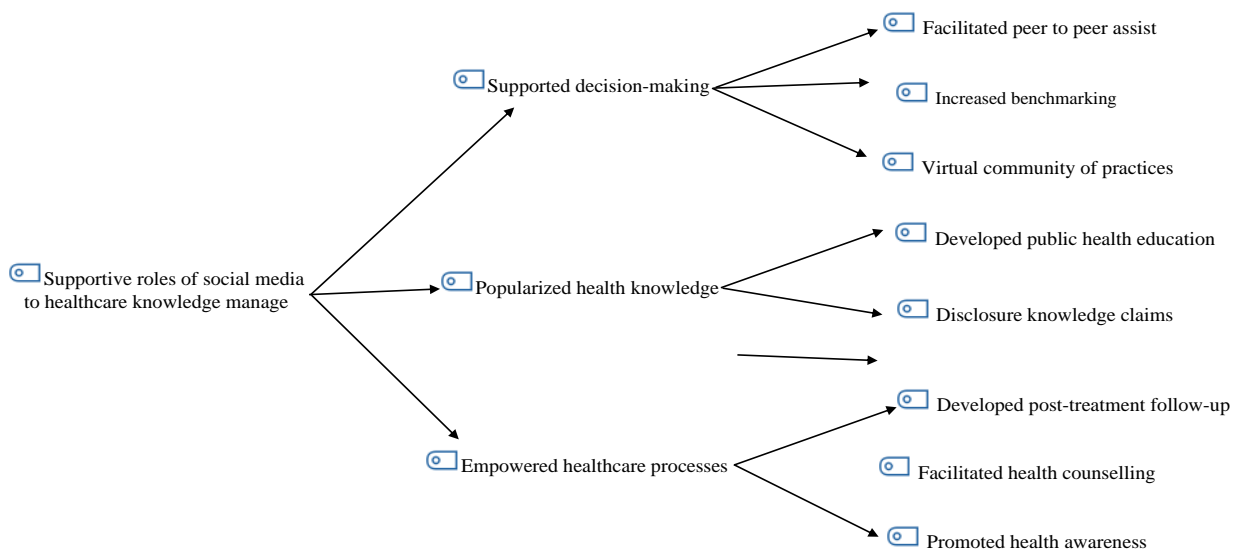 Facilitated peer to peer assist
Supported decision-making
Increased benchmarking
Virtual community of practices
Developed public health education
Supportive roles of social media
to healthcare knowledge manage
Popularized health knowledge
Disclosure knowledge claims
Developed post-treatment follow-up
Empowered healthcare processes
Facilitated health counselling
Promoted health awareness